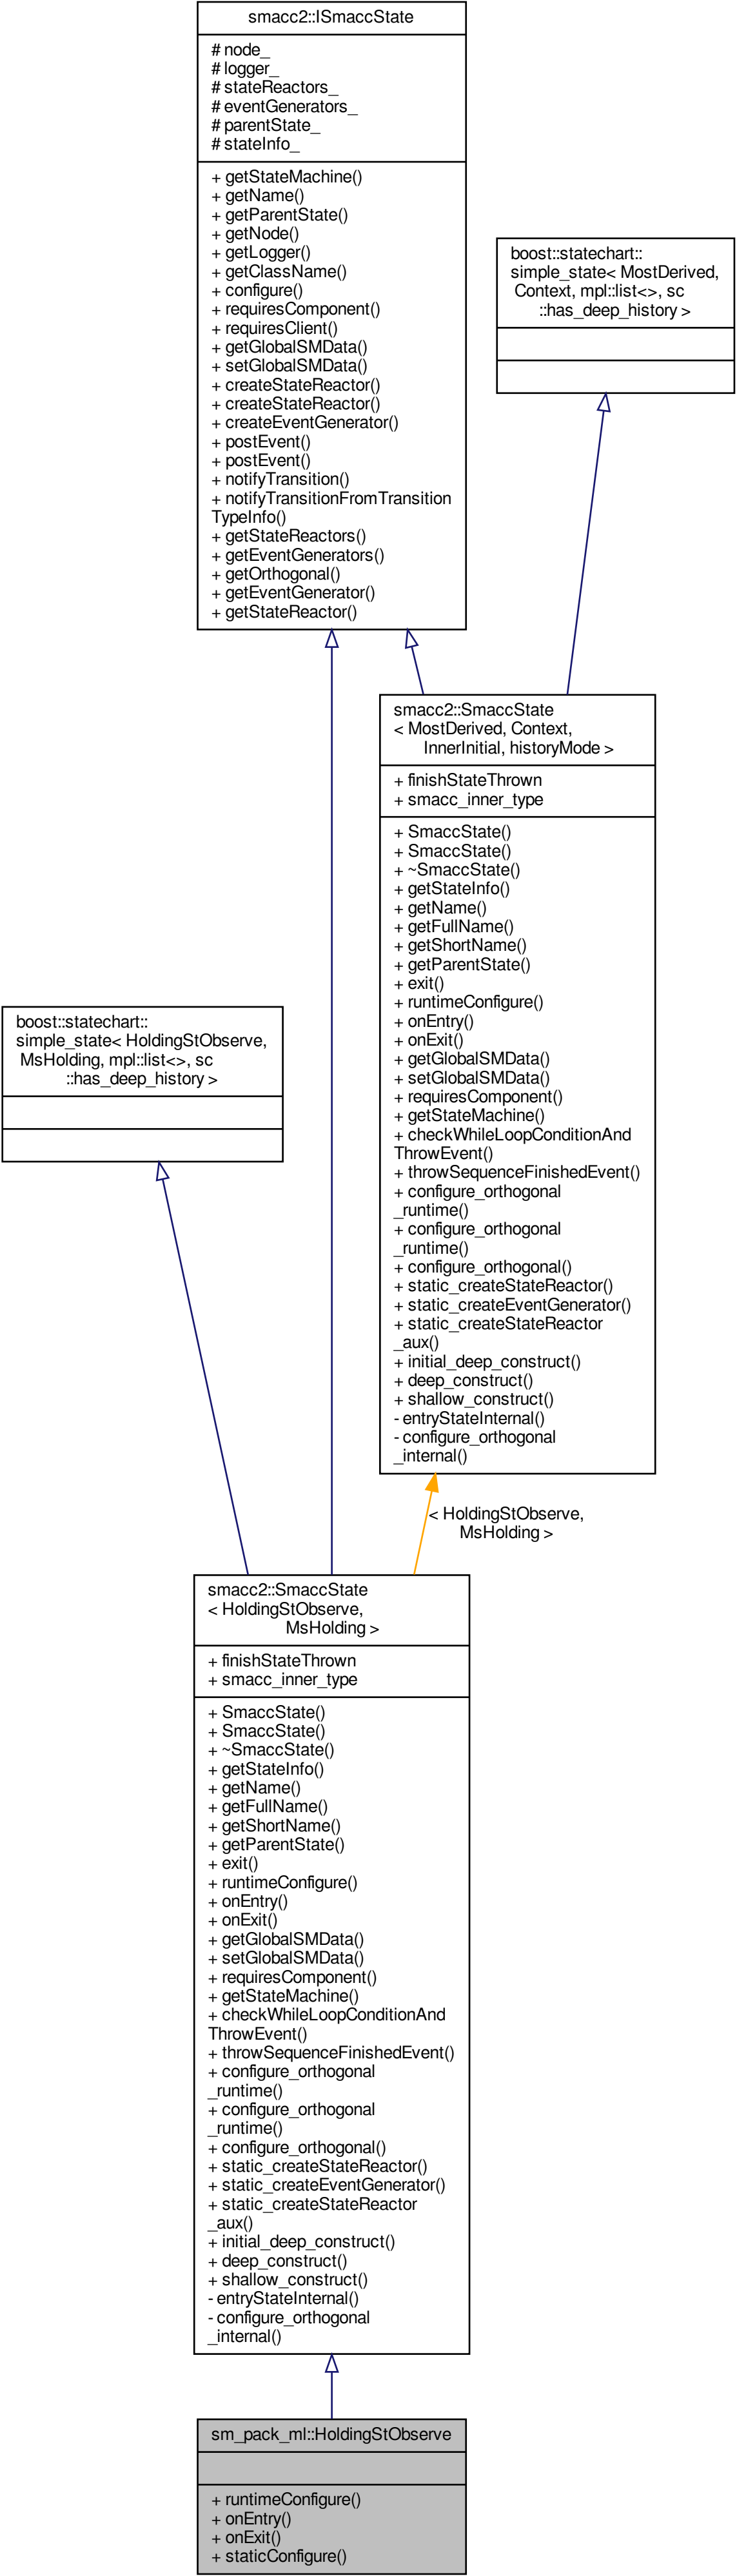 smacc2::ISmaccState
# node_
# logger_
# stateReactors_
# eventGenerators_
# parentState_
# stateInfo_
+ getStateMachine()
+ getName()
+ getParentState()
+ getNode()
+ getLogger()
+ getClassName()
+ configure()
+ requiresComponent()
+ requiresClient()
+ getGlobalSMData()
+ setGlobalSMData()
+ createStateReactor()
+ createStateReactor()
+ createEventGenerator()
+ postEvent()
+ postEvent()
+ notifyTransition()
+ notifyTransitionFromTransition
TypeInfo()
+ getStateReactors()
+ getEventGenerators()
+ getOrthogonal()
+ getEventGenerator()
+ getStateReactor()
boost::statechart::
simple_state< MostDerived,
Context, mpl::list<>, sc
::has_deep_history >
smacc2::SmaccState
< MostDerived, Context,
InnerInitial, historyMode >
+ finishStateThrown
+ smacc_inner_type
+ SmaccState()
+ SmaccState()
+ ~SmaccState()
+ getStateInfo()
+ getName()
+ getFullName()
+ getShortName()
+ getParentState()
+ exit()
+ runtimeConfigure()
+ onEntry()
+ onExit()
+ getGlobalSMData()
+ setGlobalSMData()
+ requiresComponent()
+ getStateMachine()
+ checkWhileLoopConditionAnd
ThrowEvent()
+ throwSequenceFinishedEvent()
+ configure_orthogonal
_runtime()
+ configure_orthogonal
_runtime()
+ configure_orthogonal()
+ static_createStateReactor()
+ static_createEventGenerator()
+ static_createStateReactor
_aux()
+ initial_deep_construct()
+ deep_construct()
+ shallow_construct()
- entryStateInternal()
- configure_orthogonal
_internal()
boost::statechart::
simple_state< HoldingStObserve,
MsHolding, mpl::list<>, sc
::has_deep_history >
< HoldingStObserve,
MsHolding >
smacc2::SmaccState
< HoldingStObserve,
MsHolding >
+ finishStateThrown
+ smacc_inner_type
+ SmaccState()
+ SmaccState()
+ ~SmaccState()
+ getStateInfo()
+ getName()
+ getFullName()
+ getShortName()
+ getParentState()
+ exit()
+ runtimeConfigure()
+ onEntry()
+ onExit()
+ getGlobalSMData()
+ setGlobalSMData()
+ requiresComponent()
+ getStateMachine()
+ checkWhileLoopConditionAnd
ThrowEvent()
+ throwSequenceFinishedEvent()
+ configure_orthogonal
_runtime()
+ configure_orthogonal
_runtime()
+ configure_orthogonal()
+ static_createStateReactor()
+ static_createEventGenerator()
+ static_createStateReactor
_aux()
+ initial_deep_construct()
+ deep_construct()
+ shallow_construct()
- entryStateInternal()
- configure_orthogonal
_internal()
sm_pack_ml::HoldingStObserve
+ runtimeConfigure()
+ onEntry()
+ onExit()
+ staticConfigure()